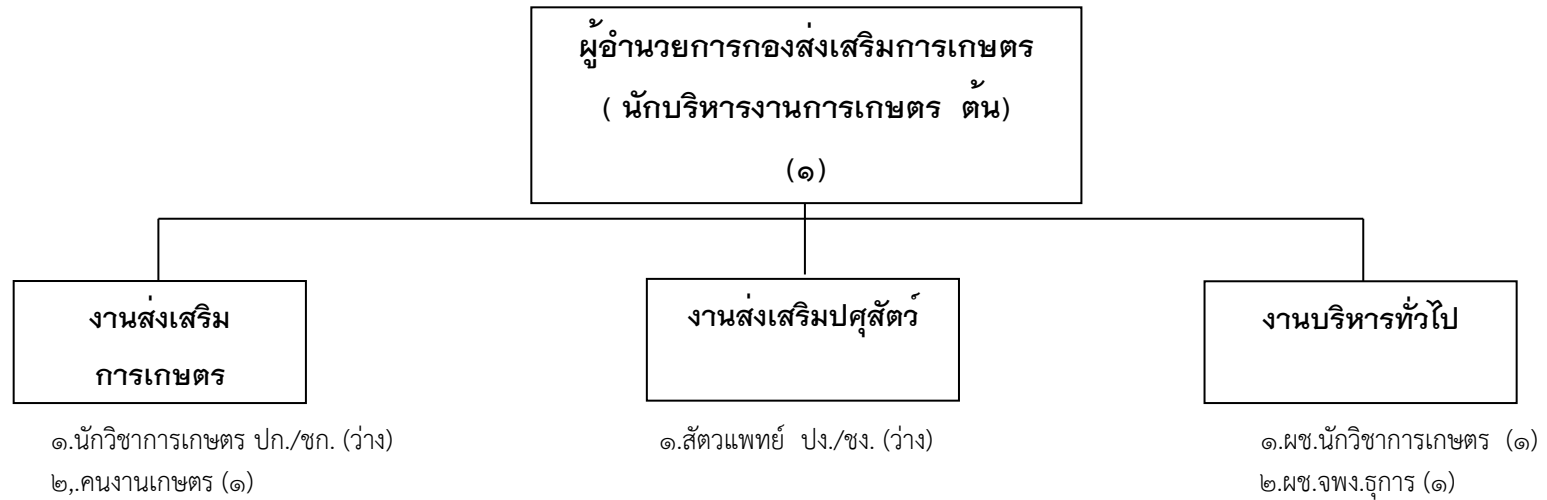 ผู้อำนวยการกองส่งเสริมการเกษตร
( นักบริหารงานการเกษตร ต้น)
(๑)
งานส่งเสริม
การเกษตร
๑.นักวิชาการเกษตร ปก./ชก. (ว่าง)
๒,.คนงานเกษตร (๑)
งานส่งเสริมปศุสัตว์
๑.สัตวแพทย์ ปง./ชง. (ว่าง)
งานบริหารทั่วไป
๑.ผช.นักวิชาการเกษตร (๑)
๒.ผช.จพง.ธุการ (๑)